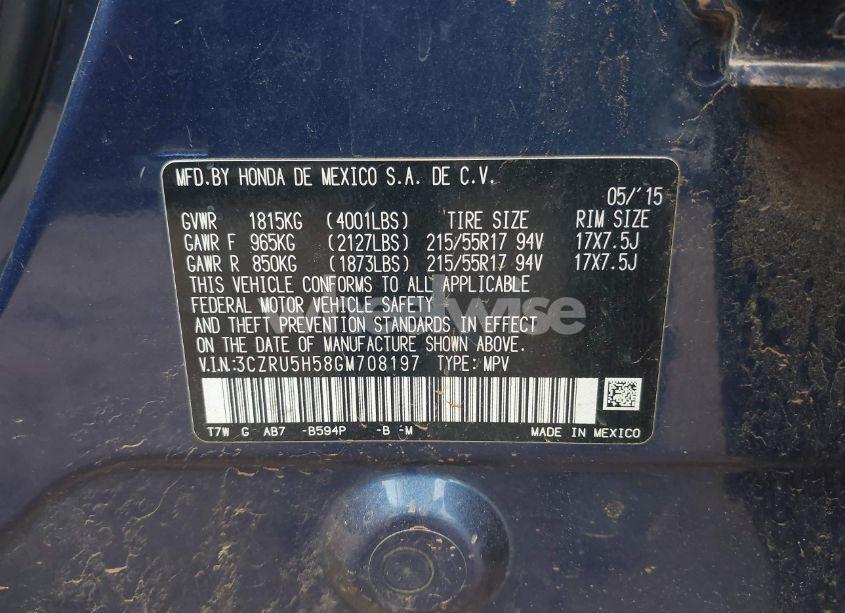 MFD.BY HONDA DE MEXICO S.A. DE C.V.
05/'15
GVWR 1815KG (4001LBS) TIRE SIZE RIM SIZE
GAWR F 965KG (2127LBS) 215/55R17 94V 17X7.5J
GAWR R 850KG (1873LBS) 215/55R17 94V 17X7.5J
THIS VEHICLE CONFORMS TO ALL APPLICABLE
FEDERAL MOTOR VEHICLE SAFETY
AND THEFT PREVENTION STANDARDS IN EFFECT
ON THE DATE OF MANUFACTURE SHOWN ABOVE.
V.I.N:3CZRU5H58GM708197 TYPE: MPV
T7W G AB7 -B594P -B -M MADE IN MEXICO